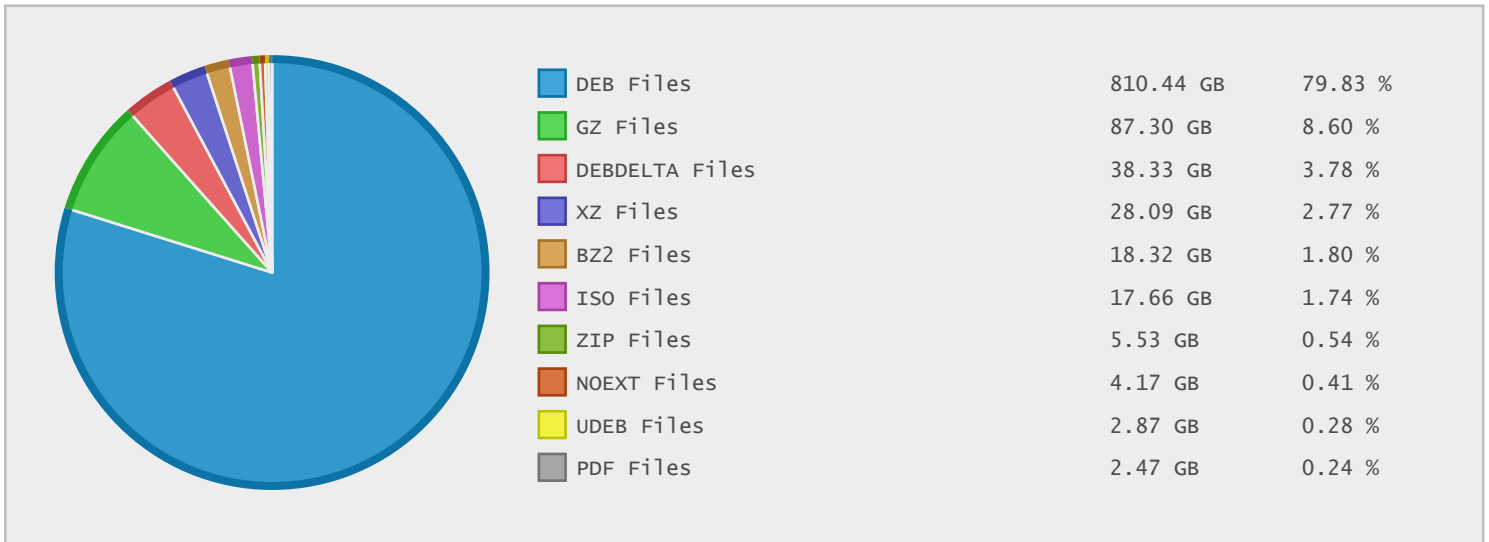 DEB Files 810.44 GB 79.83 %
GZ Files 87.30 GB 8.60 %
DEBDELTA Files 38.33 GB 3.78 %
XZ Files 28.09 GB 2.77 %
BZ2 Files 18.32 GB 1.80 %
ISO Files 17.66 GB 1.74 %
ZIP Files 5.53 GB 0.54 %
NOEXT Files 4.17 GB 0.41 %
UDEB Files 2.87 GB 0.28 %
PDF Files 2.47 GB 0.24 %